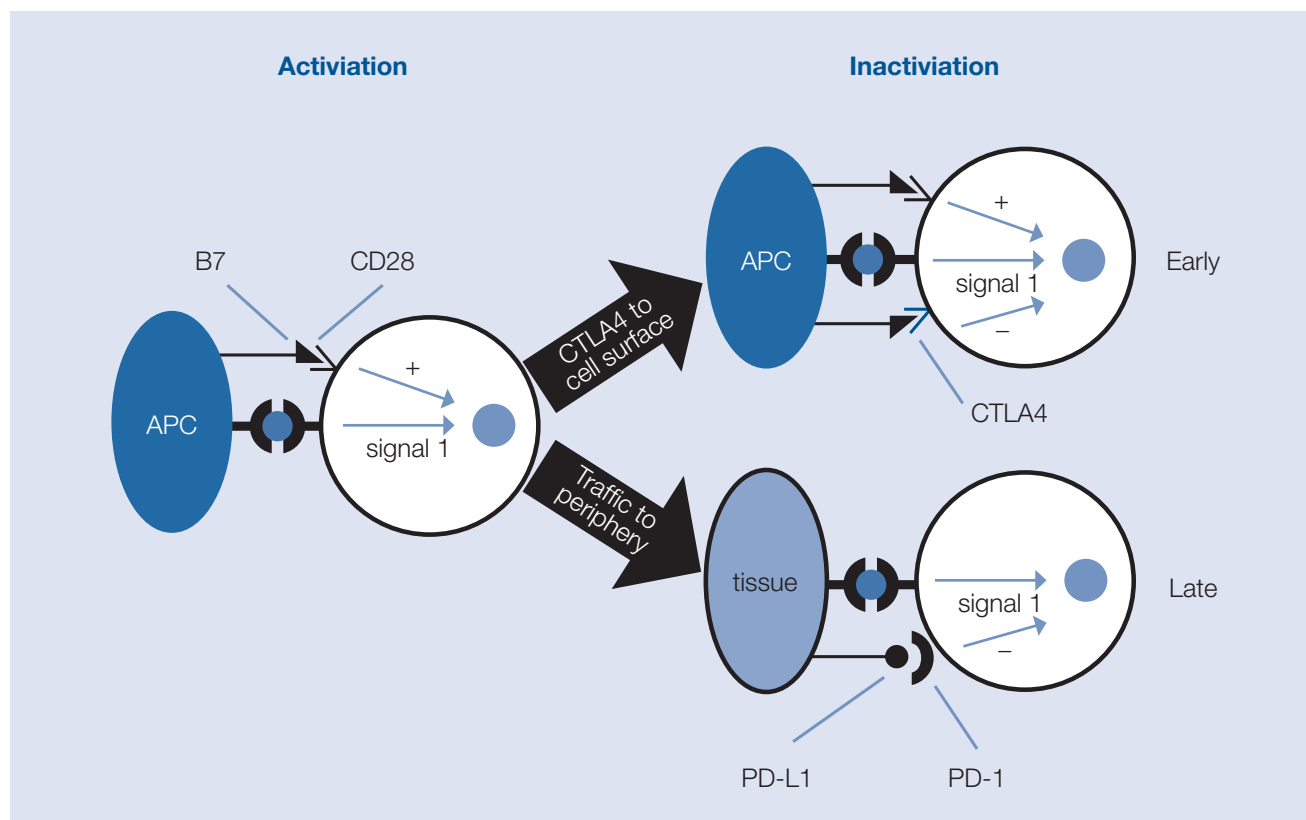 Activiation
Inactiviation
B7
CD28
APC
+
signal 1
CTLA4 to
cell surface
Traffic to
periphery
APC
+
signal 1
−
Early
CTLA4
tissue
signal 1
−
Late
PD-L1
PD-1